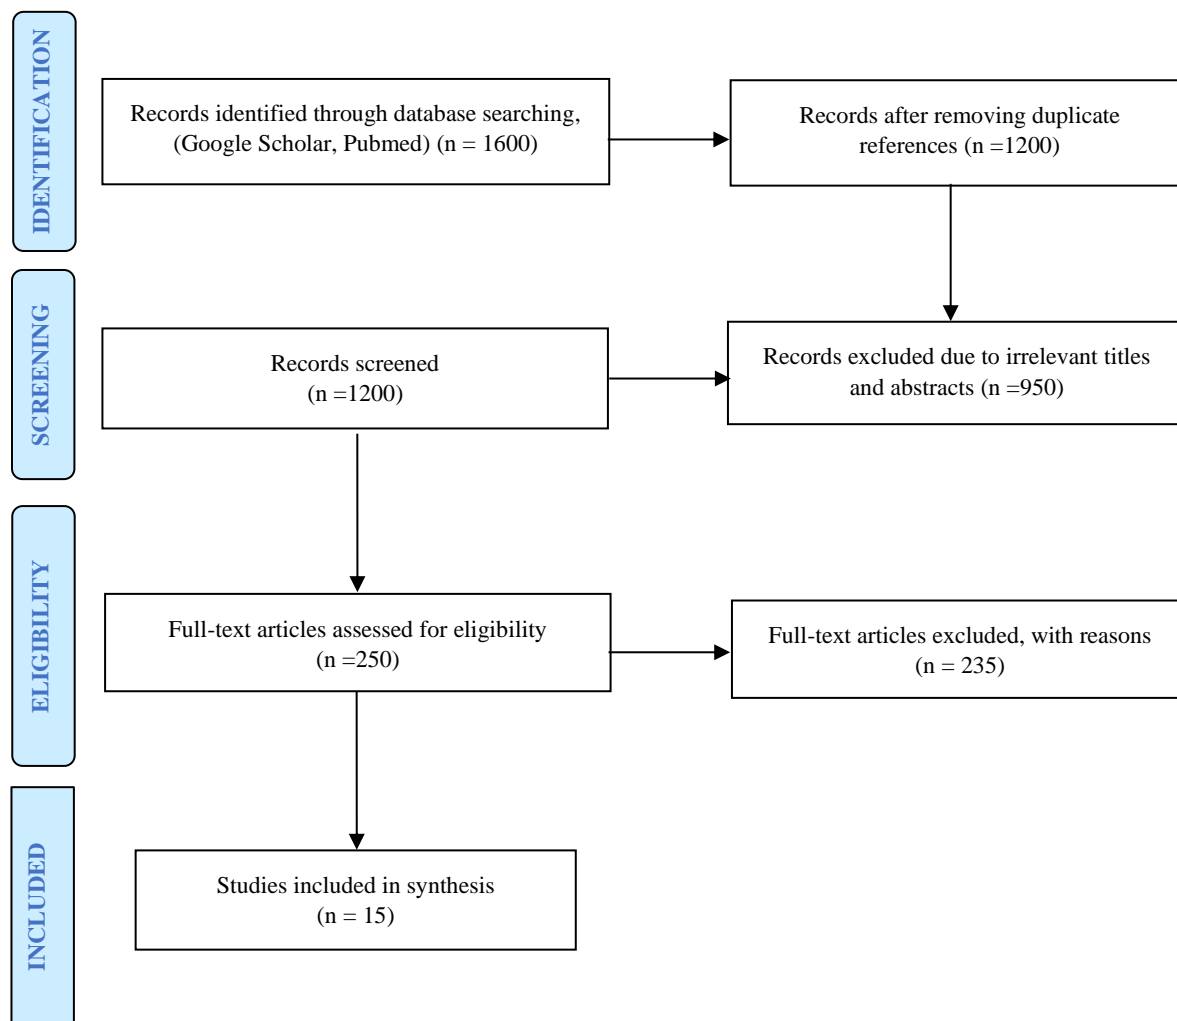 IDENTIFICATION
Records identified through database searching,
(Google Scholar, Pubmed) (n = 1600)
Records after removing duplicate
references (n =1200)
SCREENING
Records screened
(n =1200)
Records excluded due to irrelevant titles
and abstracts (n =950)
ELIGIBILITY
Full-text articles assessed for eligibility
(n =250)
Full-text articles excluded, with reasons
(n = 235)
INCLUDED
Studies included in synthesis
(n = 15)